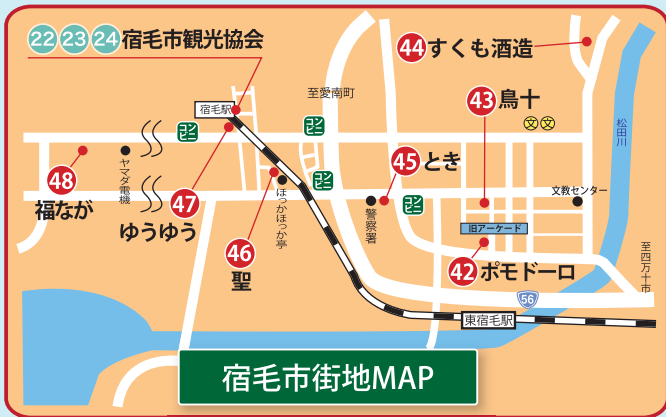 22 23 24 宿毛市観光協会
44 すくも酒造
至愛南町
43 鳥十
宿毛駅
コンビニ
コンビニ
文 文
松田川
45 とき
ヤマダ電機
48
福なが
47
ゆうゆう
コンビニ
ほっかほっか亭
コンビニ
警察署
文教センター
旧アーケード
46
聖
42 ポモドーロ
至四万十市
56
東宿毛駅
宿毛市街地MAP